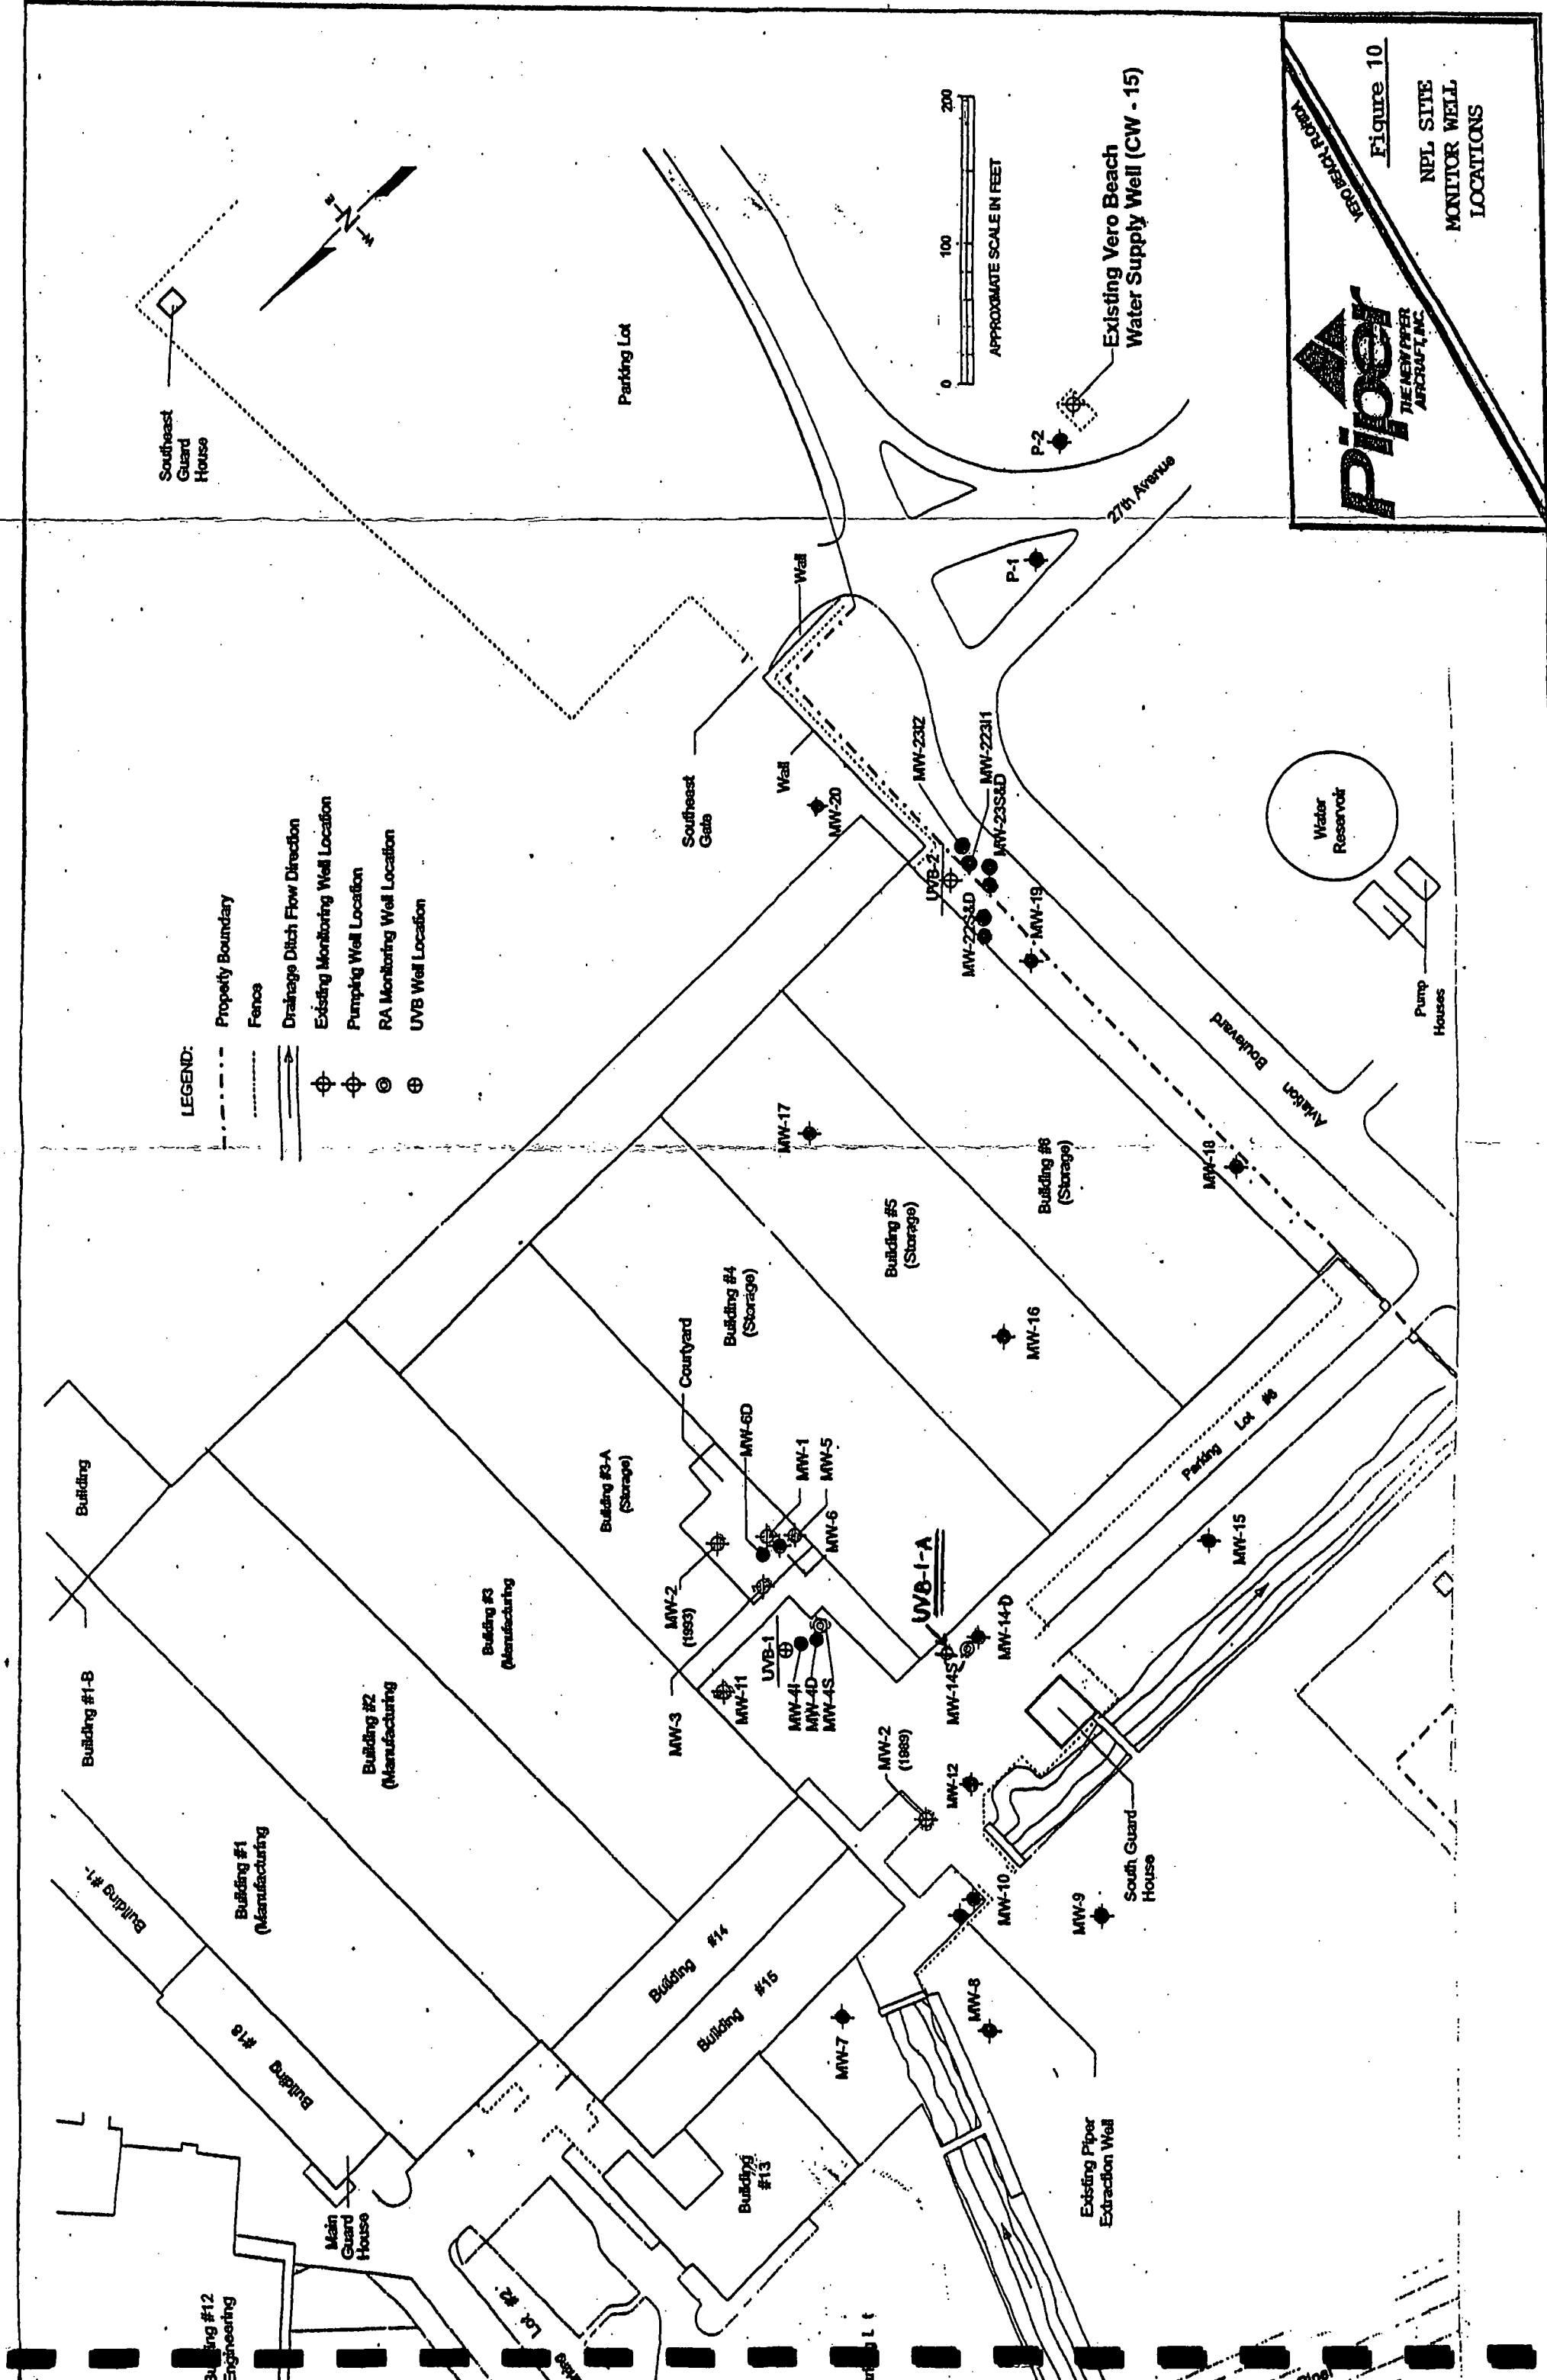 Figure 10
NPL SITE
MONITOR WELL
LOCATIONS
VERO BEACH, FLORIDA
Piper
THE NEW PIPER
AIRCRAFT, INC.
LEGEND:
Property Boundary
Fence
Drainage Ditch Flow Direction
Existing Monitoring Well Location
Pumping Well Location
RA Monitoring Well Location
UVB Well Location
0
100
200
APPROXIMATE SCALE IN FEET
N
E
W
Southeast
Guard
House
Parking Lot
Existing Vero Beach
Water Supply Well (CW - 15)
P-2
P-1
27th Avenue
Wall
Wall
Southeast
Gate
MW-20
MW-23I2
MW-223I1
MW-23S&D
UVB-2
MW-22S&D
MW-19
Water
Reservoir
Pump
Houses
Aviation Boulevard
MW-18
MW-17
Building #6
(Storage)
Building #5
(Storage)
MW-16
Building #4
(Storage)
Courtyard
Building #3-A
(Storage)
MW-6D
MW-1
MW-5
MW-6
MW-2
(1993)
MW-3
MW-11
UVB-1
MW-4I
MW-4D
MW-4S
UVB-1-A
MW-14-D
MW-14S
Parking Lot #6
MW-15
MW-2
(1989)
MW-12
South Guard
House
MW-10
MW-9
MW-8
MW-7
Existing Piper
Extraction Well
Building
Building #1-B
Building #3
(Manufacturing
Building #2
(Manufacturing
Building #1
(Manufacturing
Building #1-
Building #18
Building #14
Building #15
Building
#13
Main
Guard
House
Lot #2
#12
Engineering